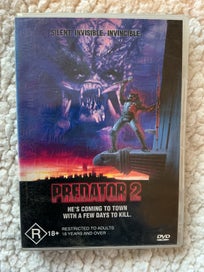 SILENT. INVISIBLE. INVINCIBLE.
PREDATOR 2
HE'S COMING TO TOWN
WITH A FEW DAYS TO KILL.
R 18+
RESTRICTED TO ADULTS
18 YEARS AND OVER
DVD